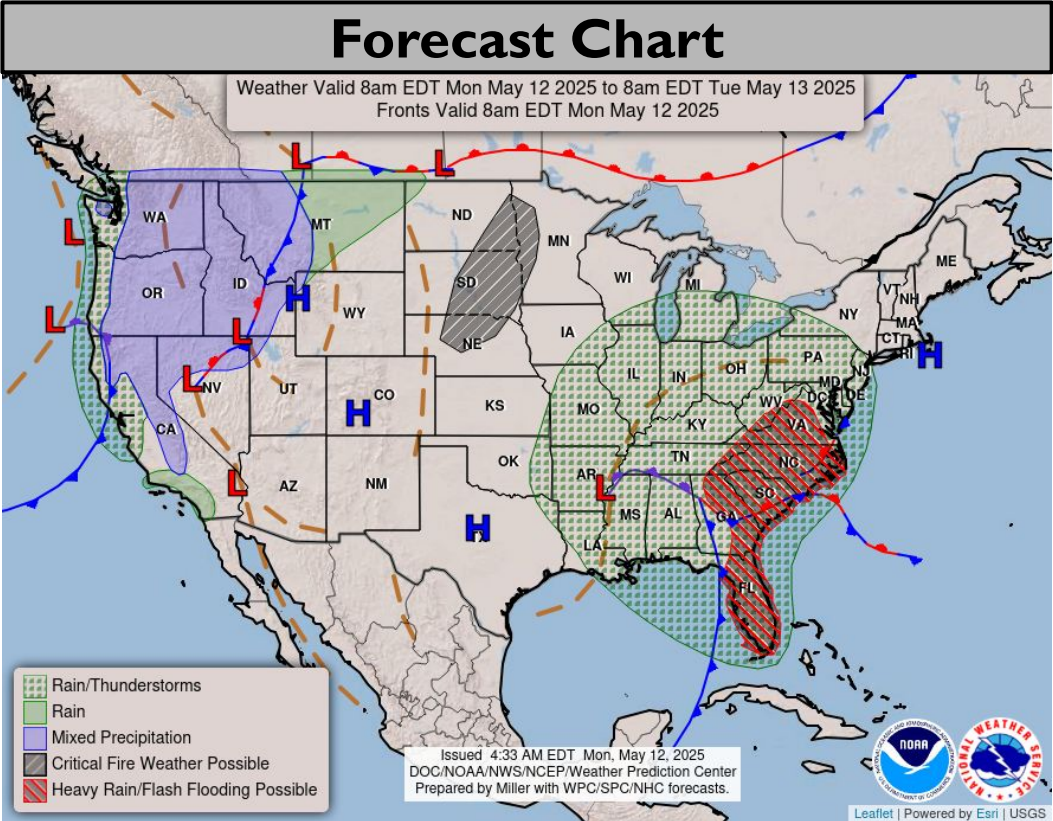 Forecast Chart
Weather Valid 8am EDT Mon May 12 2025 to 8am EDT Tue May 13 2025
Fronts Valid 8am EDT Mon May 12 2025
L
L
WA
MT
ND
MN
L
OR
ID
H
SD
WI
MI
ME
VT
NH
L
L
WY
NE
IA
NY
MA
CT
RI
H
L
NV
UT
H
CO
KS
MO
IL
IN
OH
PA
NJ
MD
DE
DC
WV
VA
CA
KY
L
AZ
NM
OK
AR
L
TN
NC
SC
H
MS
AL
GA
LA
FL
Rain/Thunderstorms
Rain
Mixed Precipitation
Critical Fire Weather Possible
Heavy Rain/Flash Flooding Possible
Issued 4:33 AM EDT Mon, May 12, 2025
DOC/NOAA/NWS/NCEP/Weather Prediction Center
Prepared by Miller with WPC/SPC/NHC forecasts.
NOAA
NATIONAL WEATHER SERVICE
Leaflet | Powered by Esri | USGS